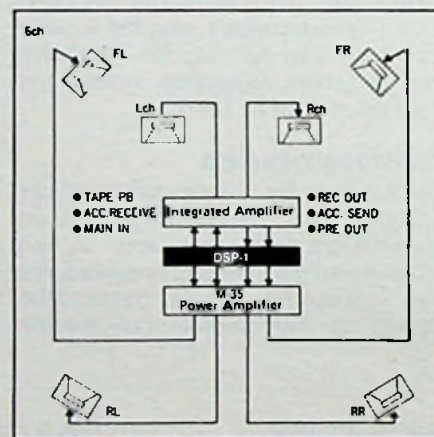 6ch
FL
FR
Lch
Rch
● TAPE PB
● ACC.RECEIVE
● MAIN IN
Integrated Amplifier
● REC OUT
● ACC. SEND
● PRE OUT
DSP-1
M-35
Power Amplifier
RL
RR